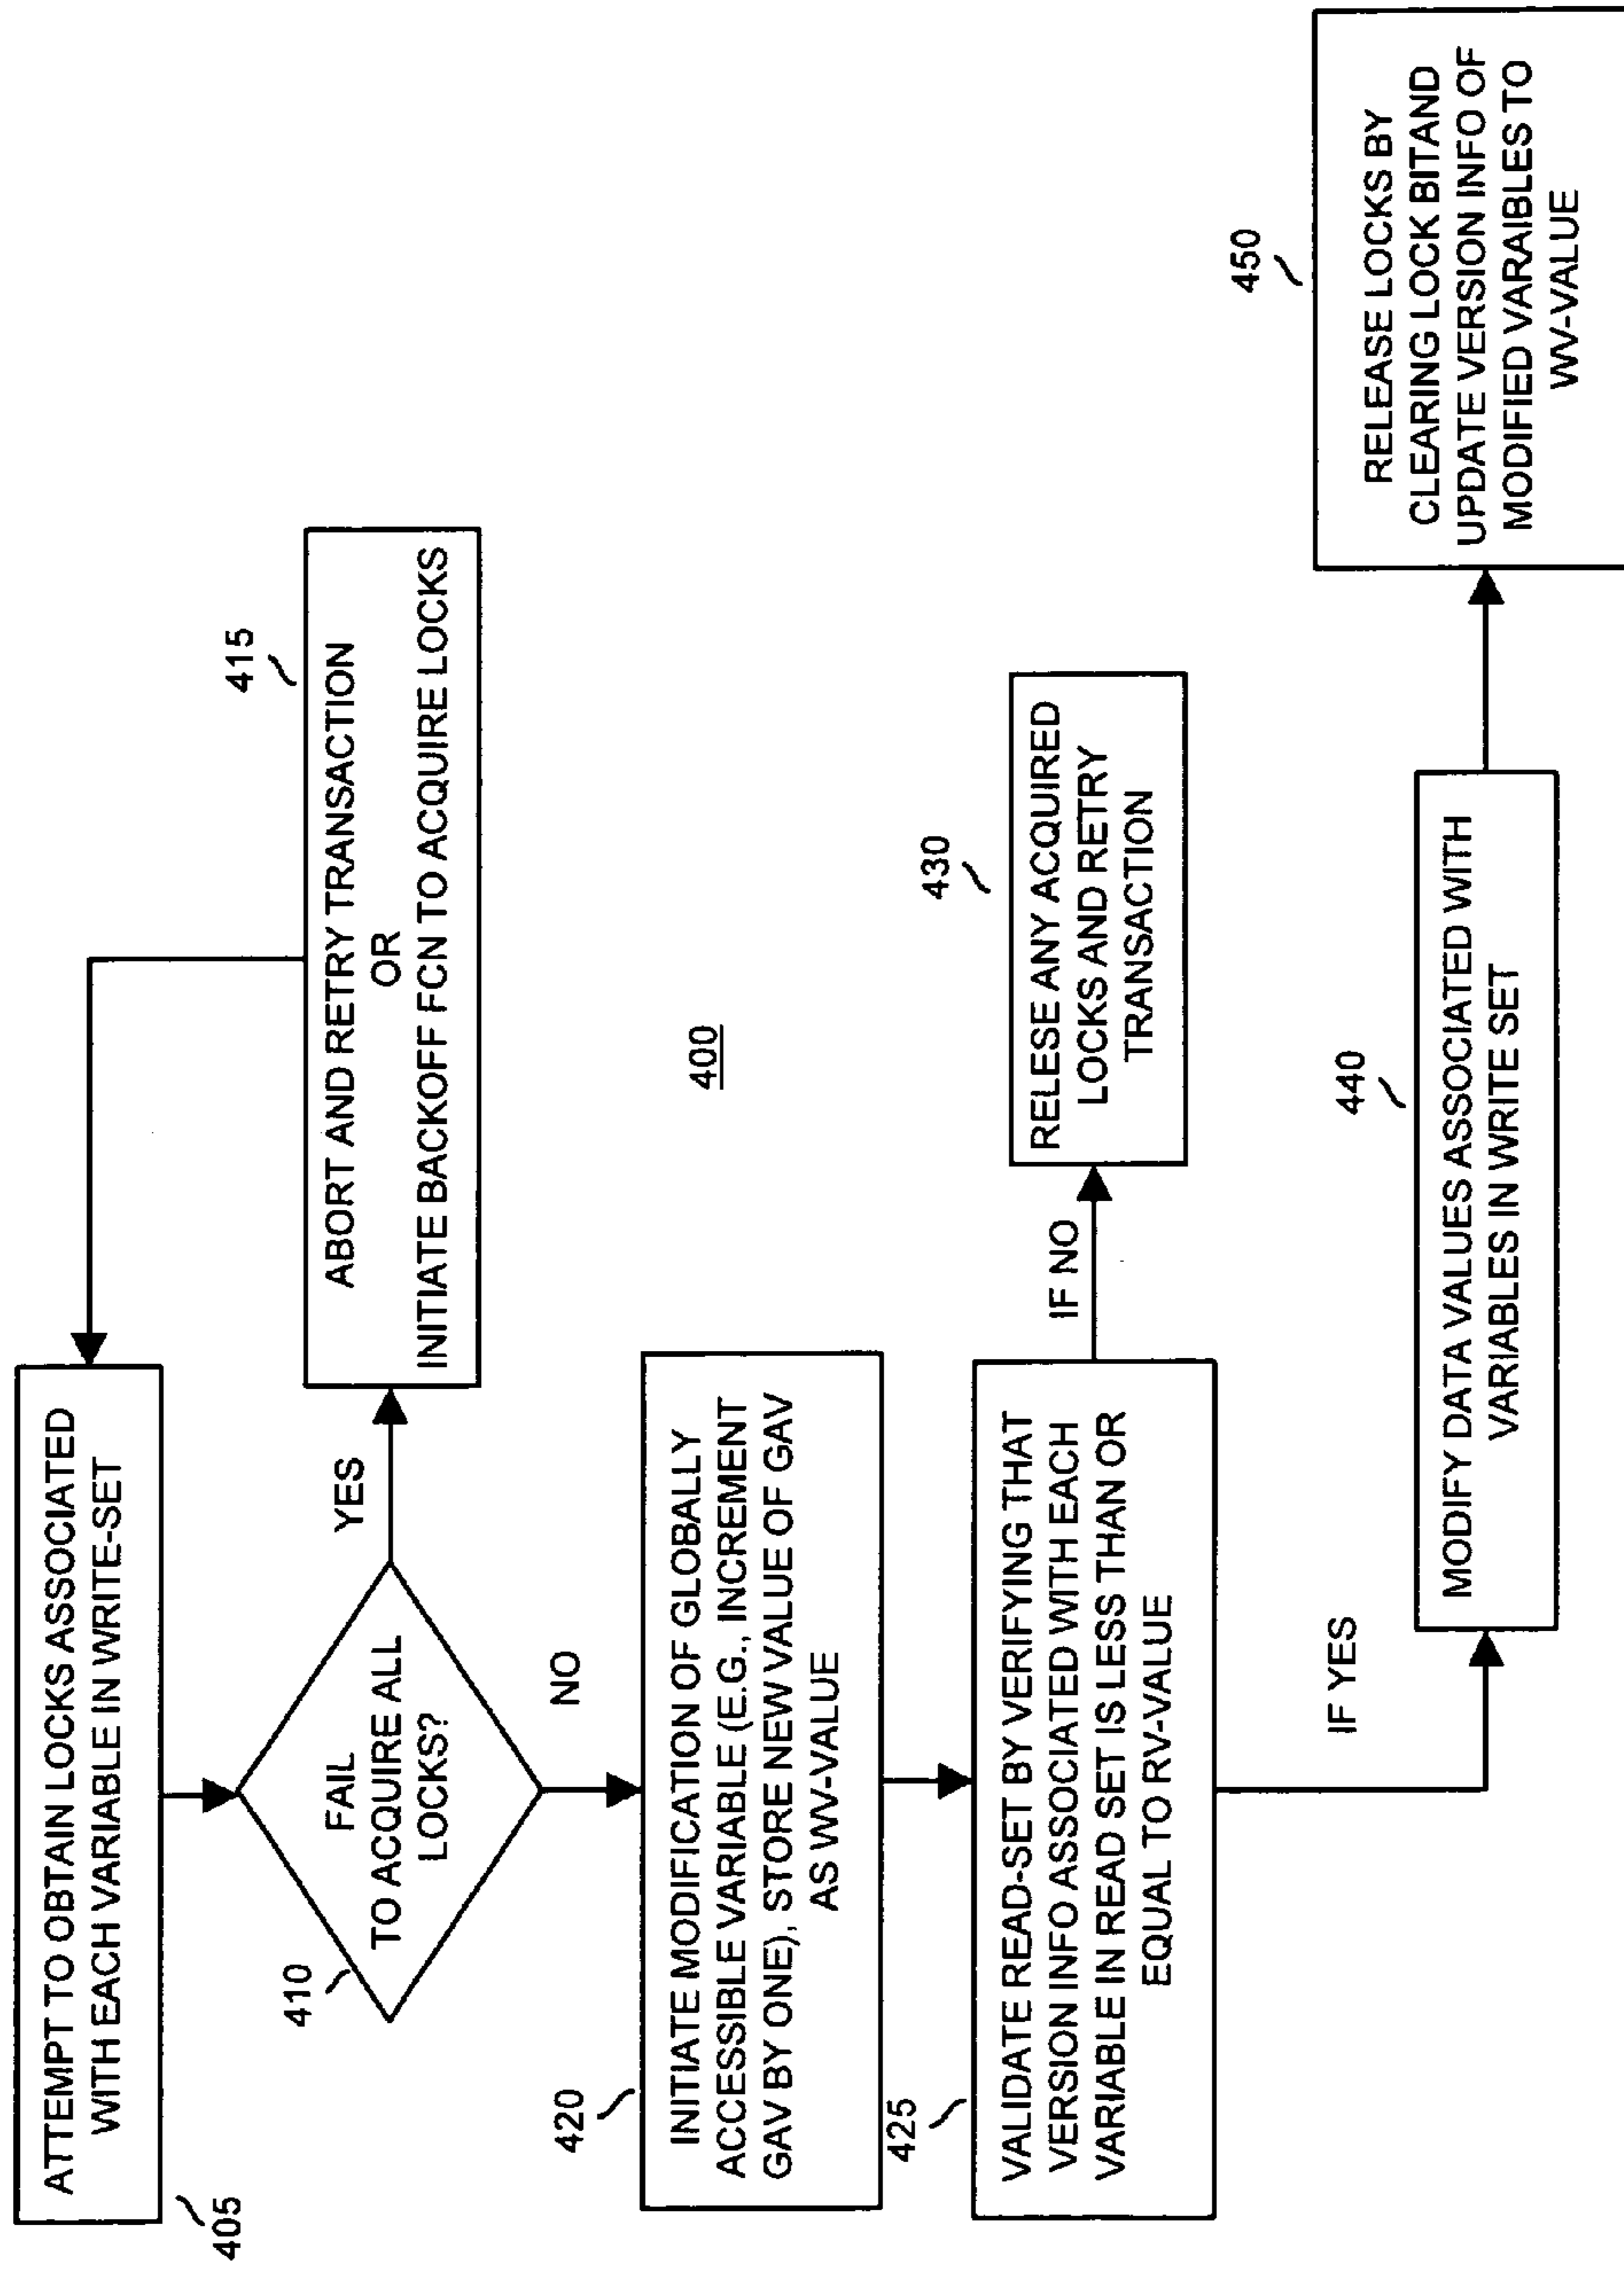 405
ATTEMPT TO OBTAIN LOCKS ASSOCIATED
WITH EACH VARIABLE IN WRITE-SET
410
FAIL
TO ACQUIRE ALL
LOCKS?
YES
415
ABORT AND RETRY TRANSACTION
OR
INITIATE BACKOFF FCN TO ACQUIRE LOCKS
NO
400
420
INITIATE MODIFICATION OF GLOBALLY
ACCESSIBLE VARIABLE (E.G., INCREMENT
GAV BY ONE), STORE NEW VALUE OF GAV
AS WV-VALUE
425
VALIDATE READ-SET BY VERIFYING THAT
VERSION INFO ASSOCIATED WITH EACH
VARIABLE IN READ SET IS LESS THAN OR
EQUAL TO RV-VALUE
IF NO
430
RELESE ANY ACQUIRED
LOCKS AND RETRY
TRANSACTION
IF YES
440
MODIFY DATA VALUES ASSOCIATED WITH
VARIABLES IN WRITE SET
450
RELEASE LOCKS BY
CLEARING LOCK BITAND
UPDATE VERSION INFO OF
MODIFIED VARAIBLES TO
WV-VALUE